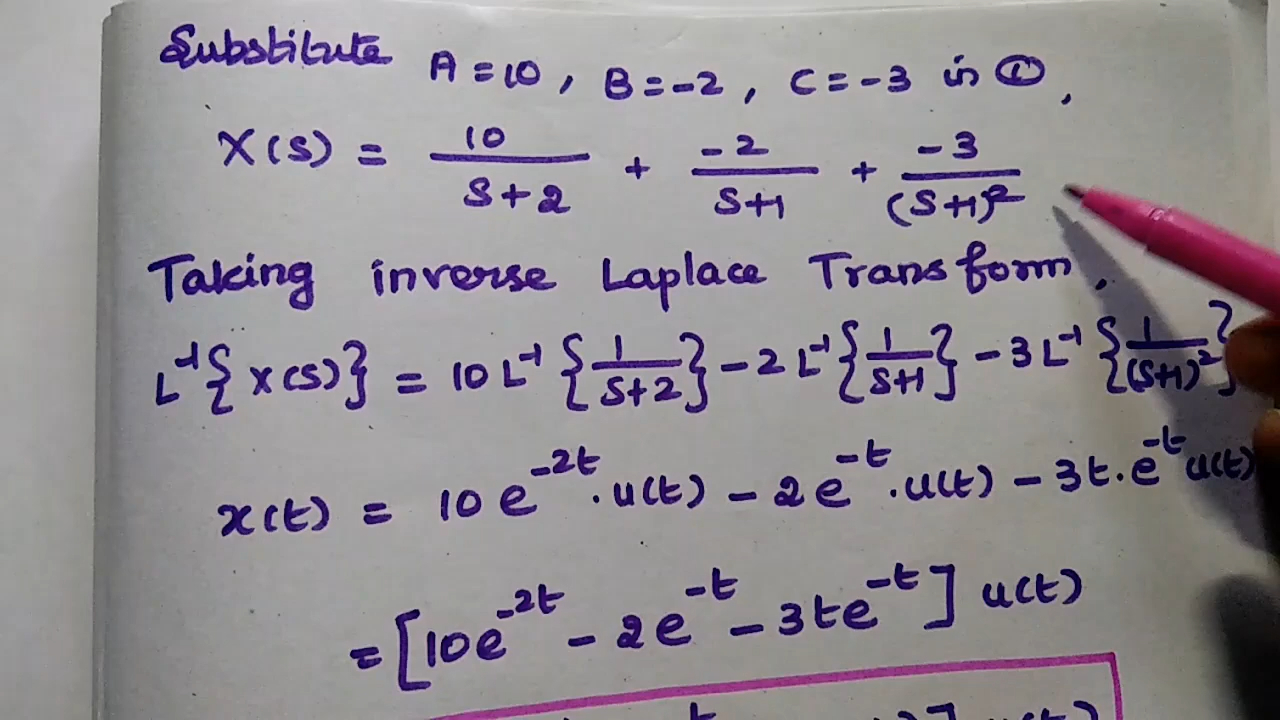 Substitute A = 10, B = -2, C = -3 in ①,
X(s) = 10/(s+2) + -2/(s+1) + -3/(s+1)²
Taking inverse Laplace Transform,
L⁻¹{X(s)} = 10 L⁻¹{1/(s+2)} - 2 L⁻¹{1/(s+1)} - 3 L⁻¹{1/(s+1)²}
x(t) = 10 e^{-2t}.u(t) - 2e^{-t}.u(t) - 3t.e^{-t} u(t)
= [10e^{-2t} - 2e^{-t} - 3te^{-t}] u(t)